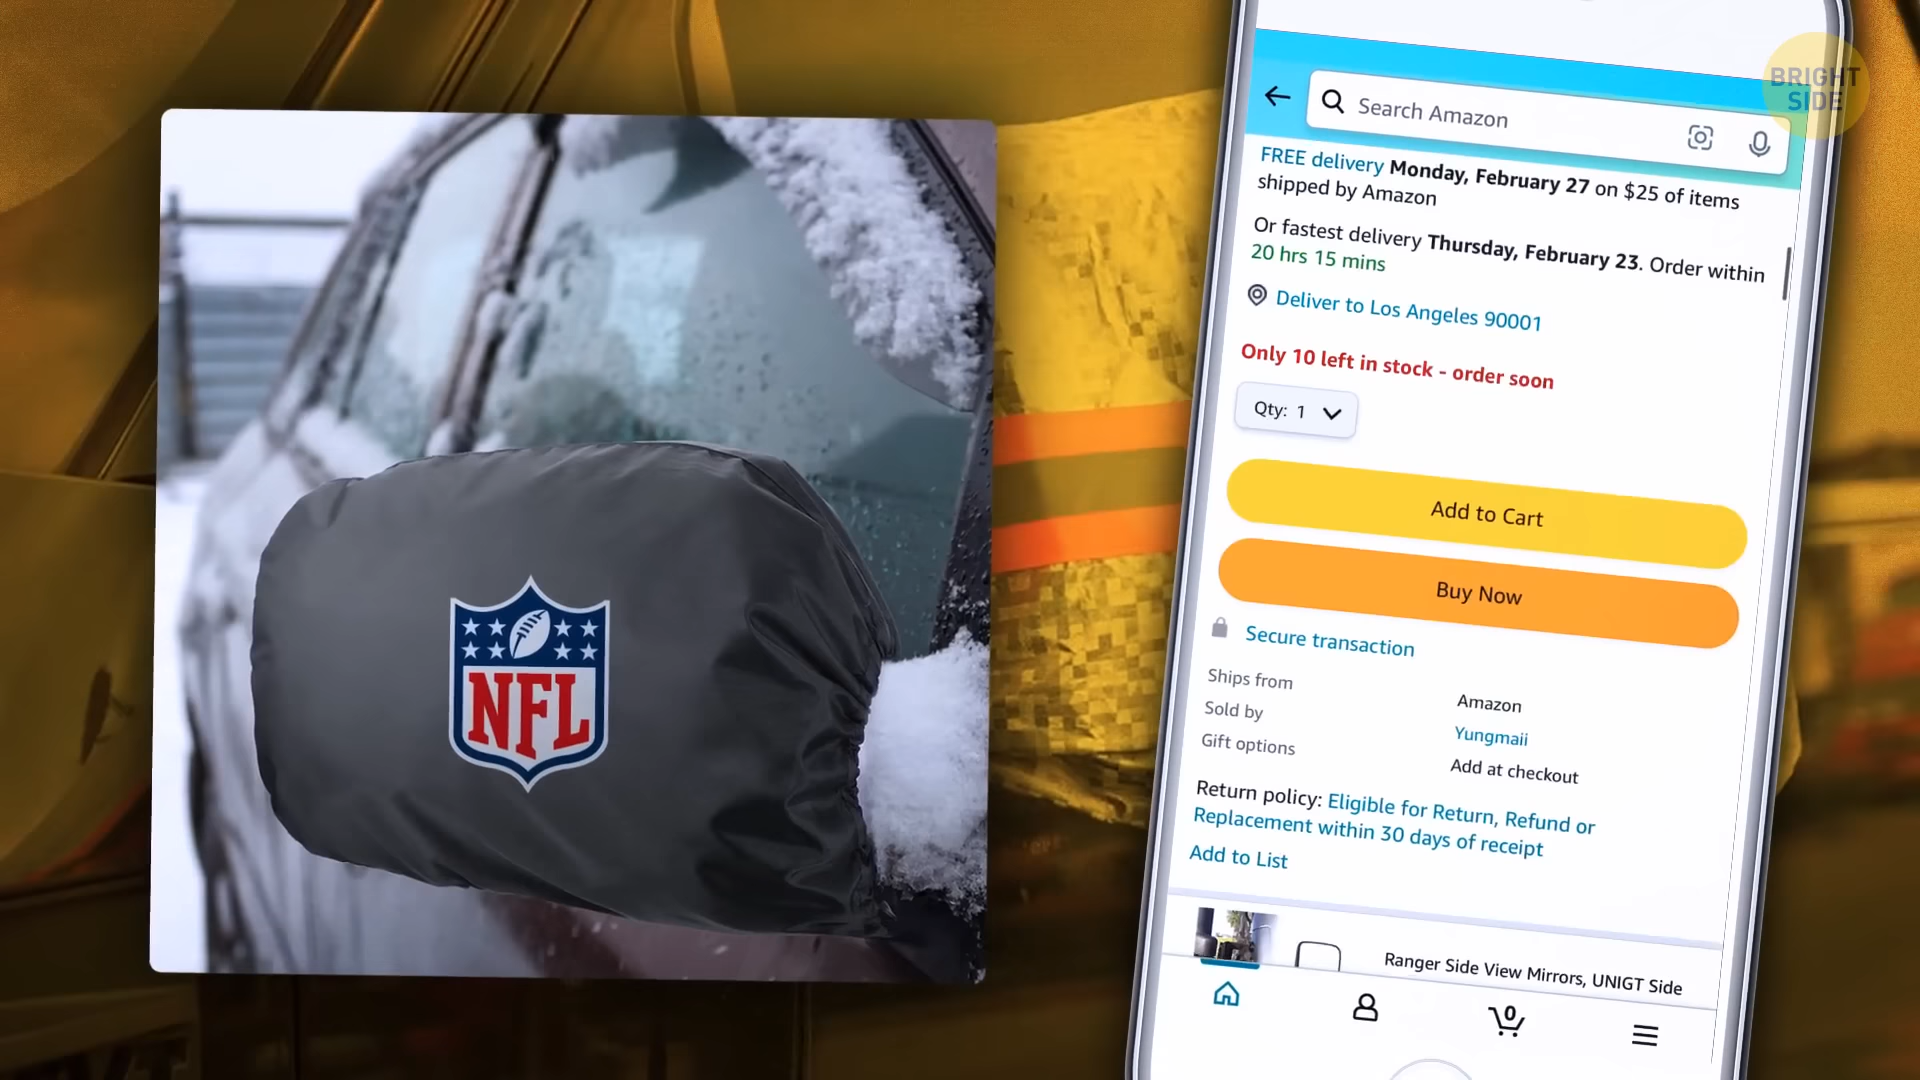 NFL
BRIGHT
SIDE
Search Amazon
FREE delivery Monday, February 27 on $25 of items
shipped by Amazon
Or fastest delivery Thursday, February 23. Order within
20 hrs 15 mins
Deliver to Los Angeles 90001
Only 10 left in stock - order soon
Qty: 1
Add to Cart
Buy Now
Secure transaction
Ships from Amazon
Sold by Yungmaii
Gift options Add at checkout
Return policy: Eligible for Return, Refund or
Replacement within 30 days of receipt
Add to List
Ranger Side View Mirrors, UNIGT Side
0